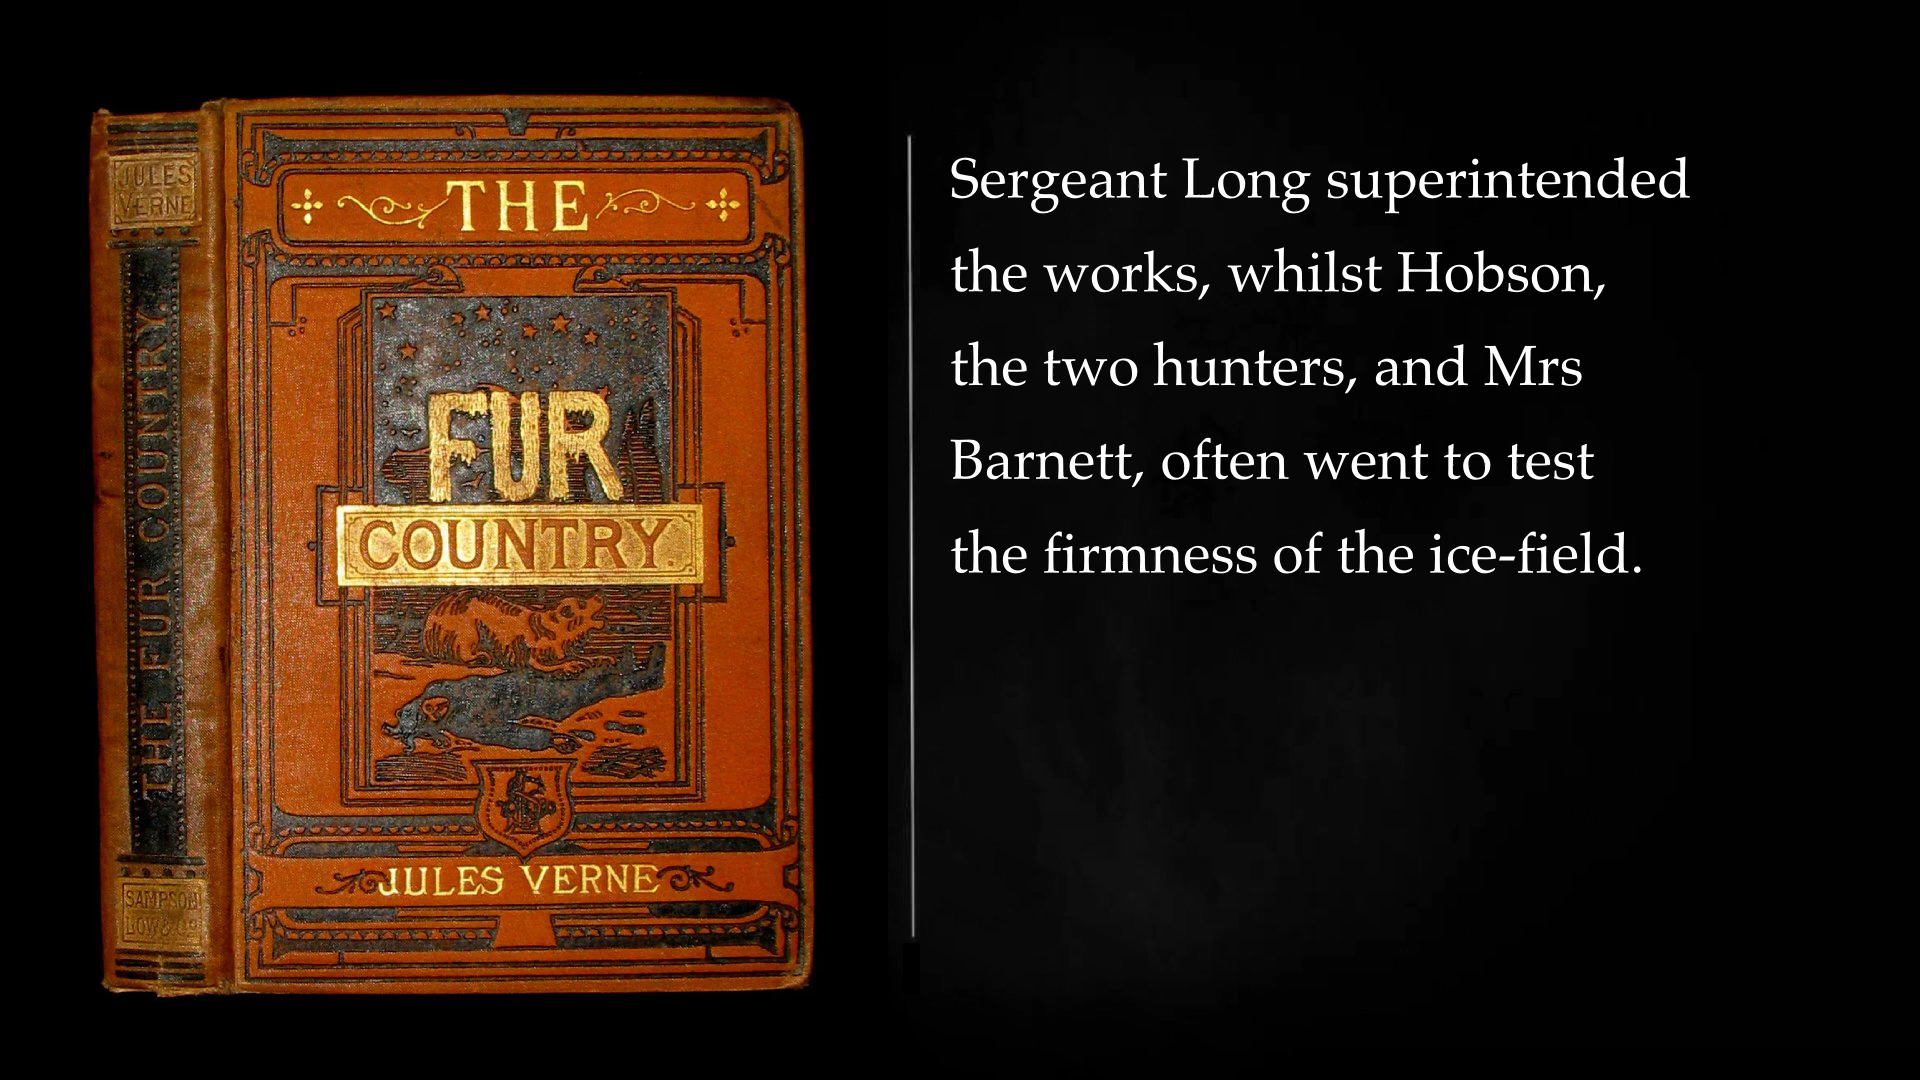 JULES
VERNE
THE FUR COUNTRY.
SAMPSON
LOW & Co
THE
FUR
COUNTRY.
JULES VERNE
Sergeant Long superintended
the works, whilst Hobson,
the two hunters, and Mrs
Barnett, often went to test
the firmness of the ice-field.